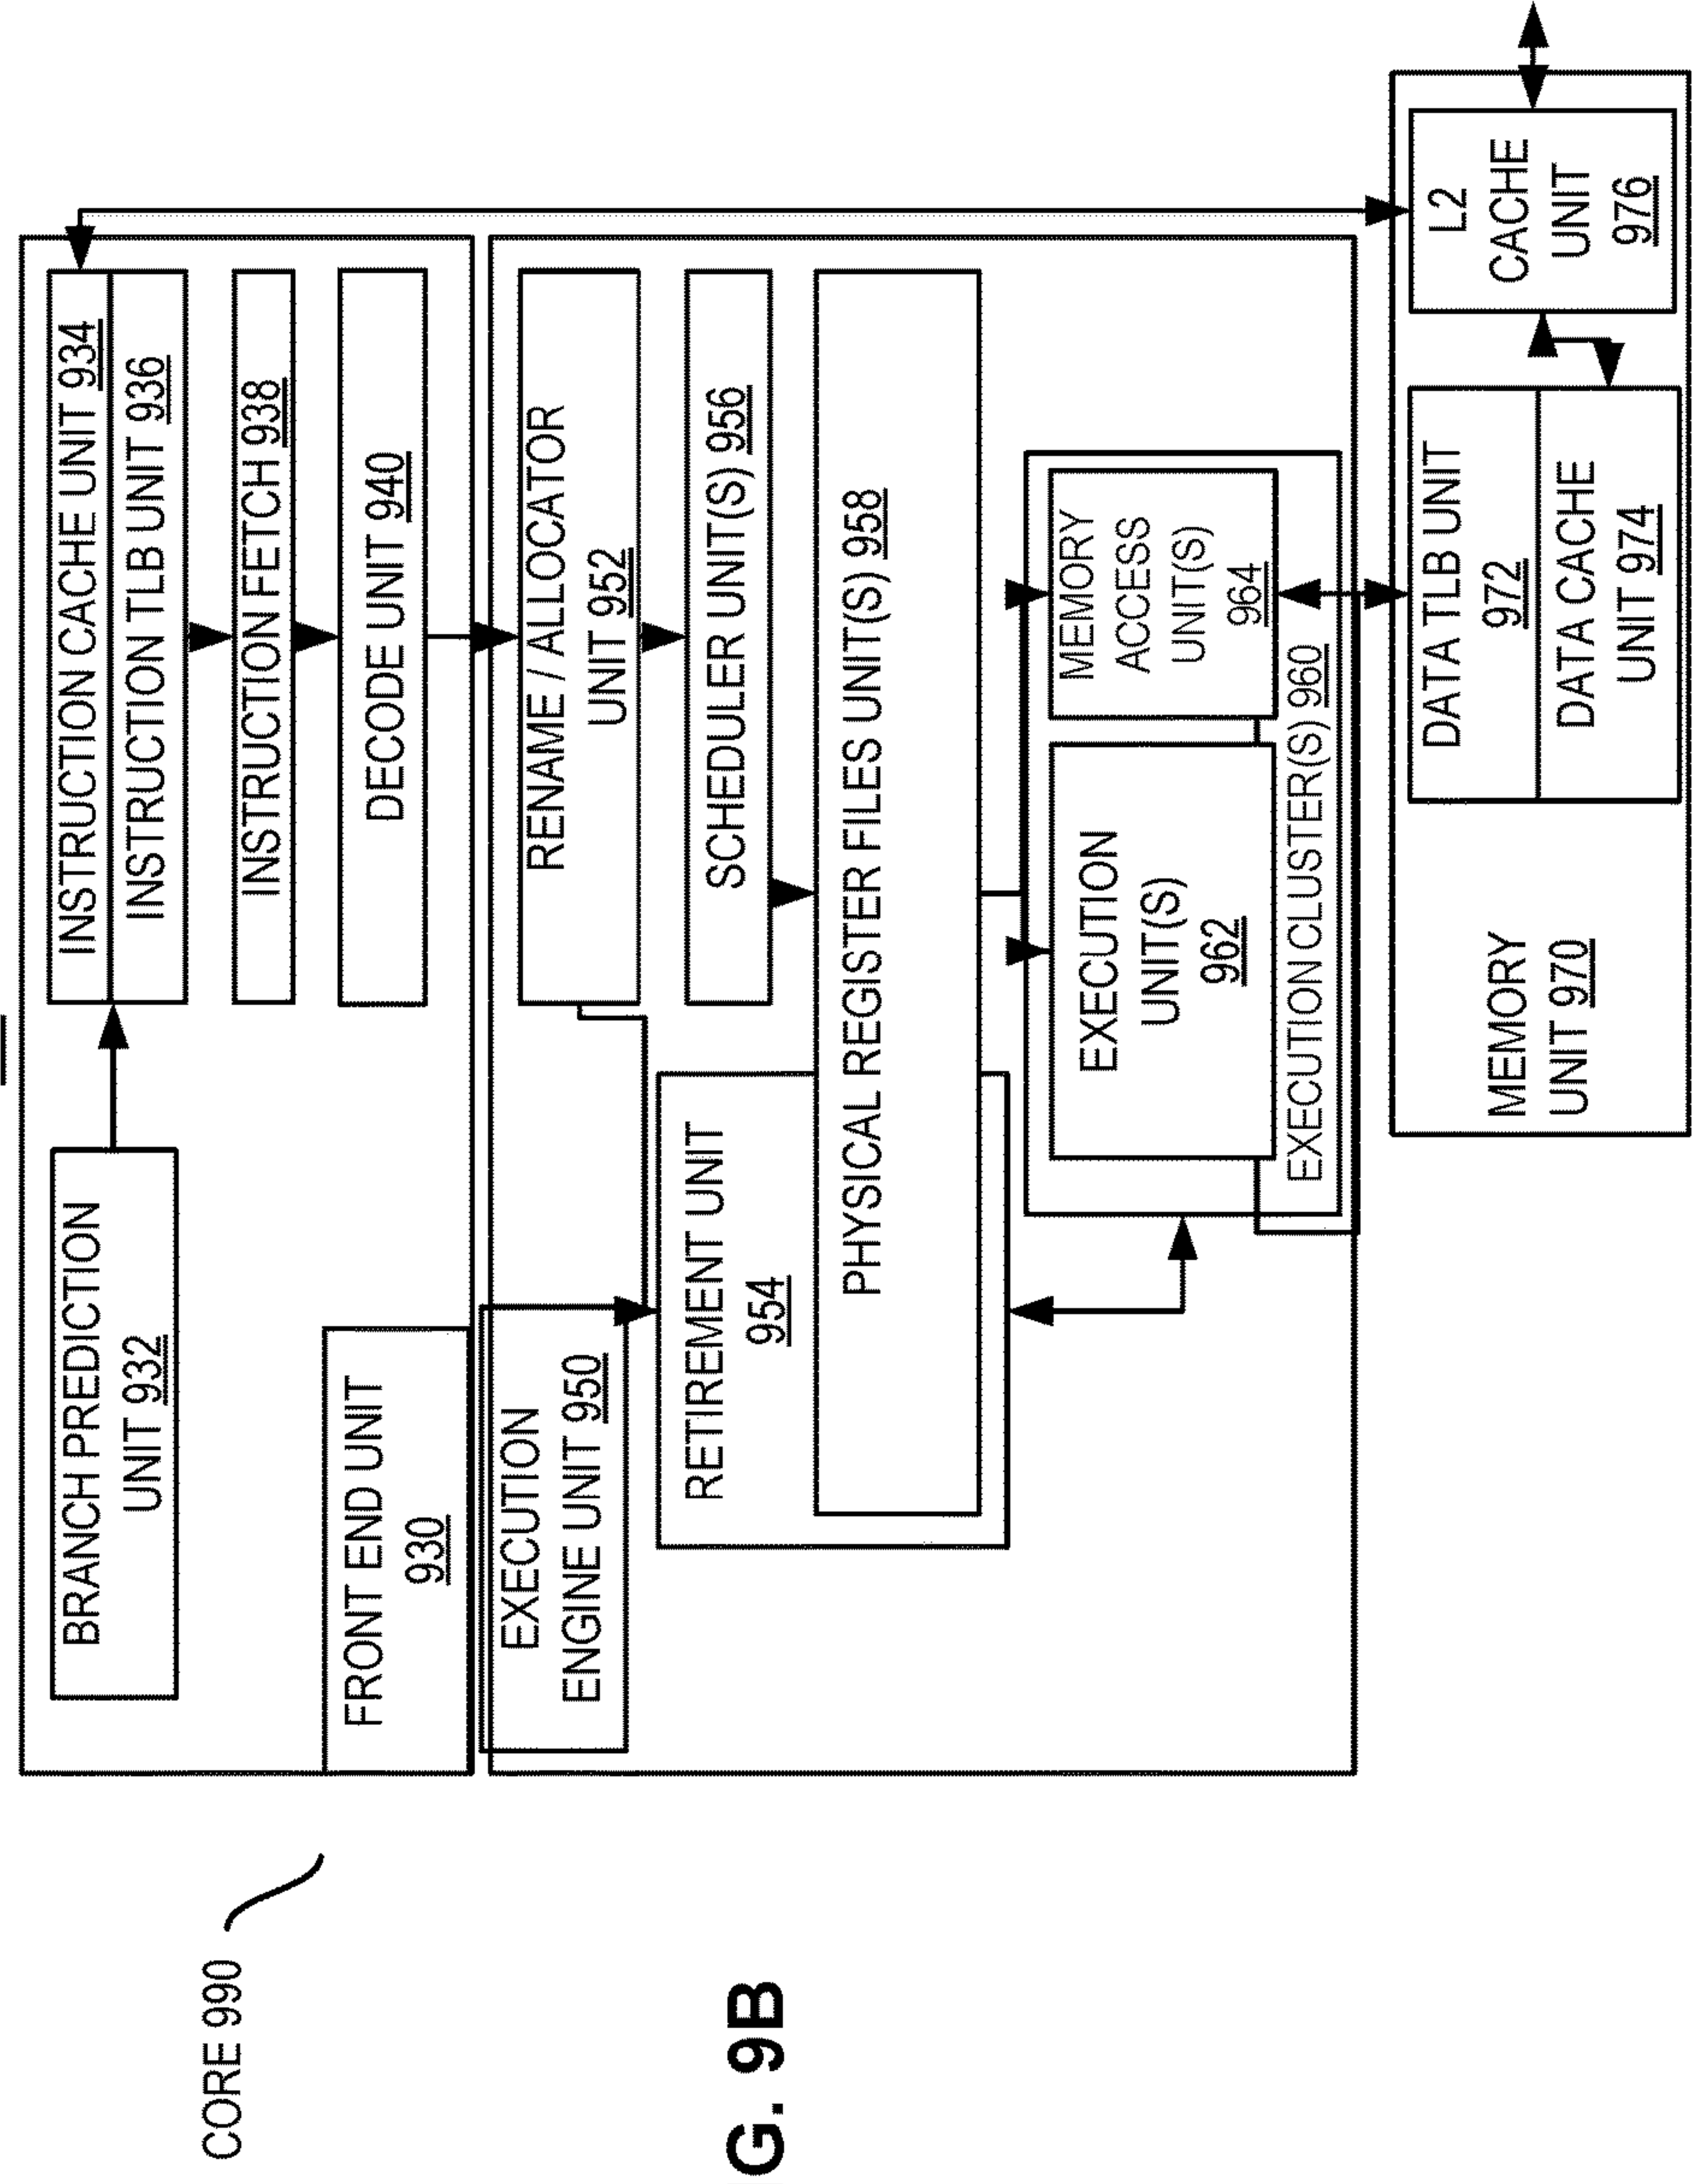 CORE 990
BRANCH PREDICTION
UNIT 932
INSTRUCTION CACHE UNIT 934
INSTRUCTION TLB UNIT 936
INSTRUCTION FETCH 938
FRONT END UNIT
930
DECODE UNIT 940
EXECUTION
ENGINE UNIT 950
RENAME / ALLOCATOR
UNIT 952
RETIREMENT UNIT
954
SCHEDULER UNIT(S) 956
PHYSICAL REGISTER FILES UNIT(S) 958
EXECUTION
UNIT(S)
962
MEMORY
ACCESS
UNIT(S)
964
EXECUTION CLUSTER(S) 960
MEMORY
UNIT 970
DATA TLB UNIT
972
DATA CACHE
UNIT 974
L2
CACHE
UNIT
976
G. 9B